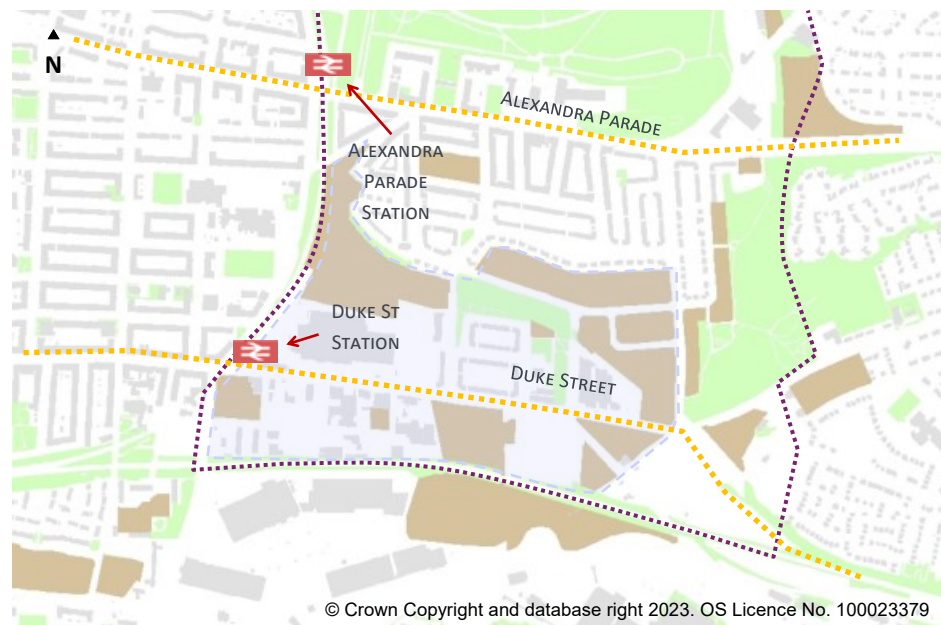 N
ALEXANDRA PARADE
ALEXANDRA
PARADE
STATION
DUKE ST
STATION
DUKE STREET
© Crown Copyright and database right 2023. OS Licence No. 100023379